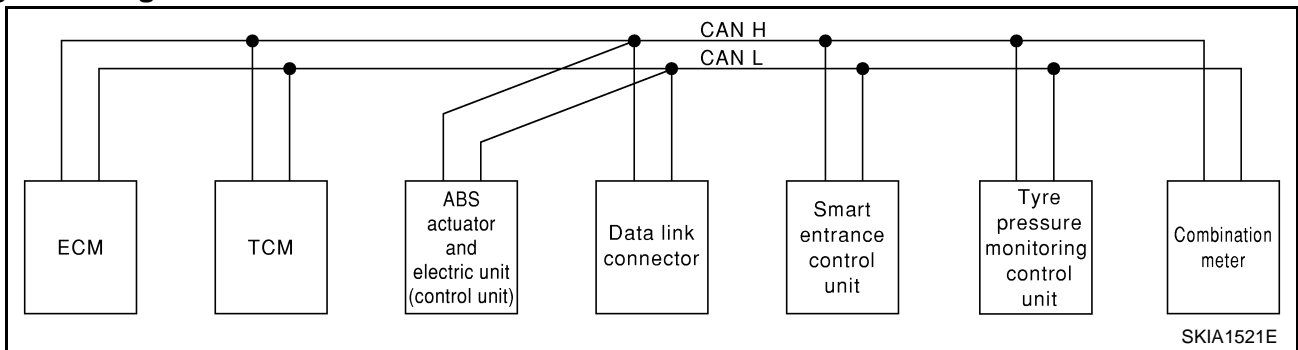 CAN H
CAN L
ECM
TCM
ABS
actuator
and
electric unit
(control unit)
Data link
connector
Smart
entrance
control
unit
Tyre
pressure
monitoring
control
unit
Combination
meter
SKIA1521E